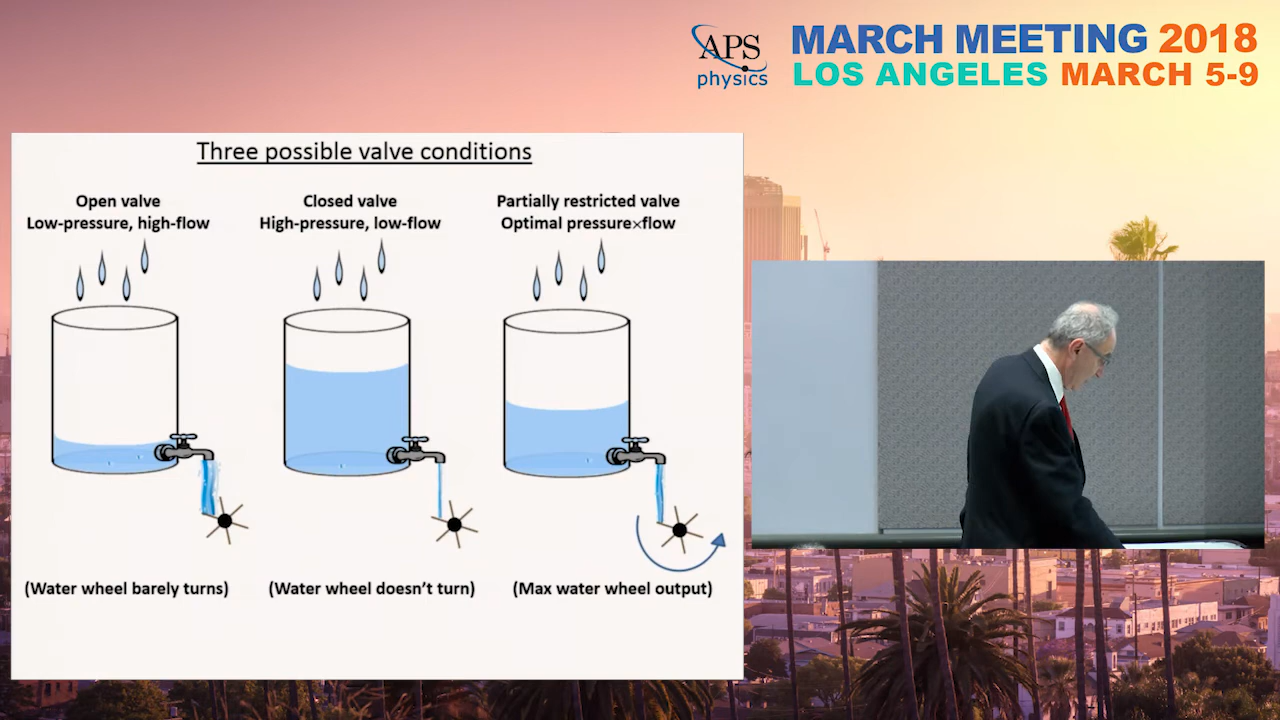 APS
physics
MARCH MEETING 2018
LOS ANGELES MARCH 5-9
Three possible valve conditions
Open valve
Low-pressure, high-flow
Closed valve
High-pressure, low-flow
Partially restricted valve
Optimal pressure×flow
(Water wheel barely turns)
(Water wheel doesn't turn)
(Max water wheel output)